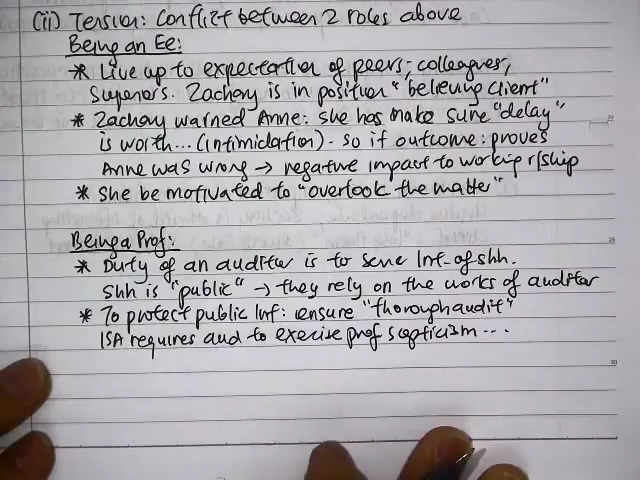 (ii) Tension: Conflict between 2 roles above
Being an Ee:
* Live up to expectation of peers; colleagues,
superiors. Zachary is in position "believing client"
* Zachary warned Anne: she has make sure "delay"
is worth... (intimidation). so if outcome: proves
Anne was wrong → negative impact to working r/ship
* She be motivated to "overlook the matter"
Being a Prof:
* Duty of an auditor is to serve Int. of shh.
Shh is "public" → they rely on the works of auditor
* To protect public Int: ensure "thorough audit"
ISA requires aud to exercise prof scepticism ...
25
30